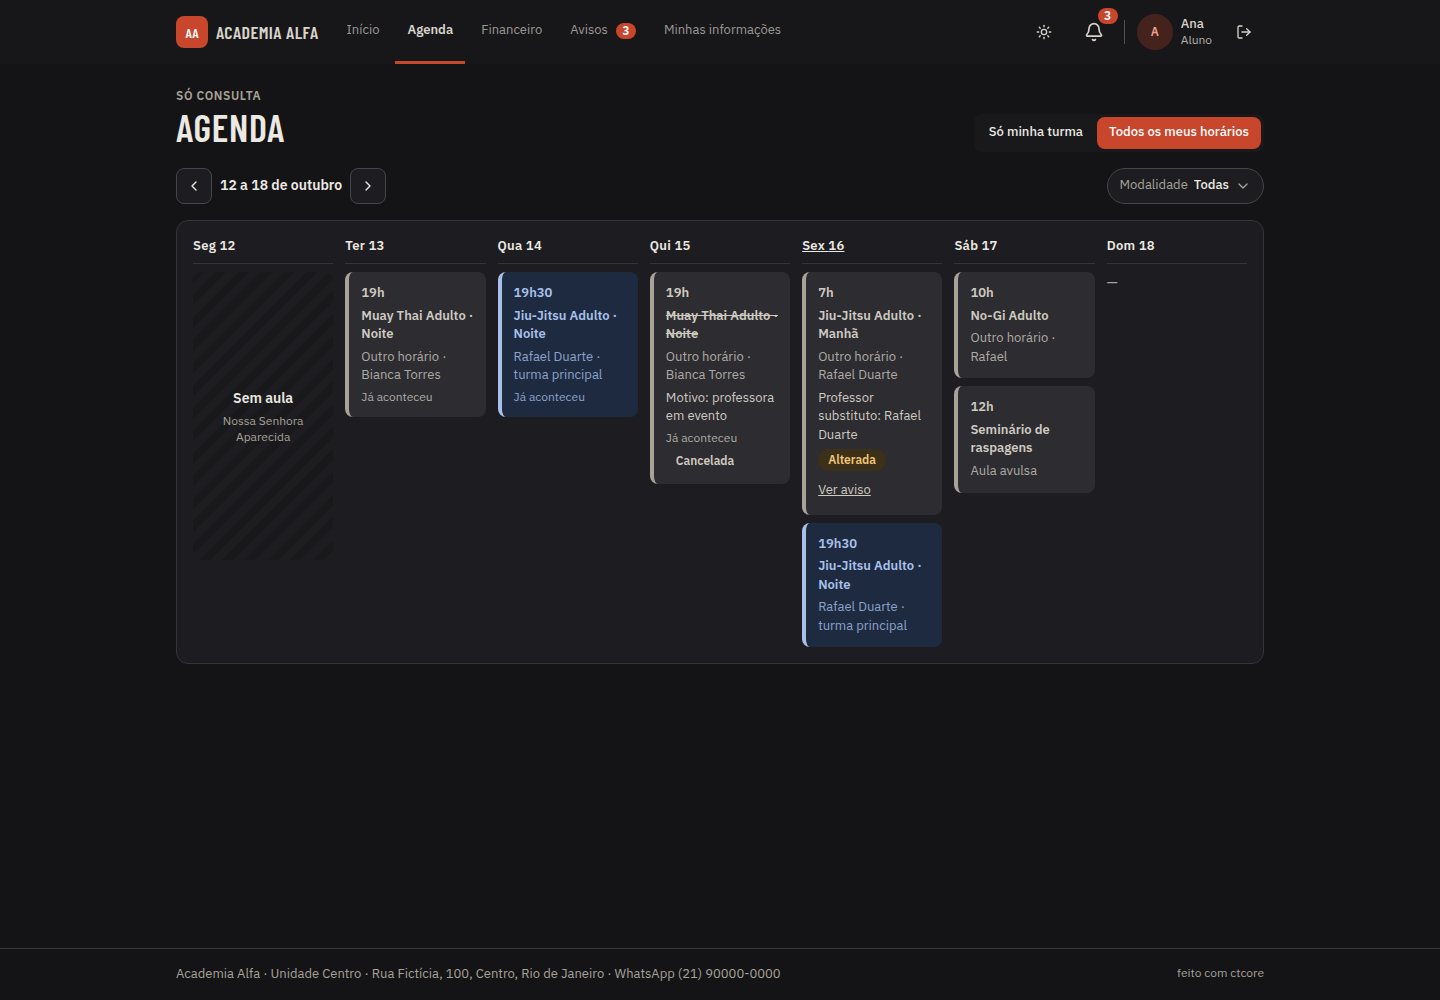 AA ACADEMIA ALFA Início Agenda Financeiro Avisos 3 Minhas informações 3 A Ana
Aluno
SÓ CONSULTA
AGENDA
Só minha turma Todos os meus horários
12 a 18 de outubro
Modalidade Todas
Seg 12
Sem aula
Nossa Senhora
Aparecida
Ter 13
19h
Muay Thai Adulto ·
Noite
Outro horário ·
Bianca Torres
Já aconteceu
Qua 14
19h30
Jiu-Jitsu Adulto ·
Noite
Rafael Duarte ·
turma principal
Já aconteceu
Qui 15
19h
Muay Thai Adulto ·
Noite
Outro horário ·
Bianca Torres
Motivo: professora
em evento
Já aconteceu
Cancelada
Sex 16
7h
Jiu-Jitsu Adulto ·
Manhã
Outro horário ·
Rafael Duarte
Professor
substituto: Rafael
Duarte
Alterada
Ver aviso
19h30
Jiu-Jitsu Adulto ·
Noite
Rafael Duarte ·
turma principal
Sáb 17
10h
No-Gi Adulto
Outro horário ·
Rafael
12h
Seminário de
raspagens
Aula avulsa
Dom 18
—
Academia Alfa · Unidade Centro · Rua Fictícia, 100, Centro, Rio de Janeiro · WhatsApp (21) 90000-0000
feito com ctcore